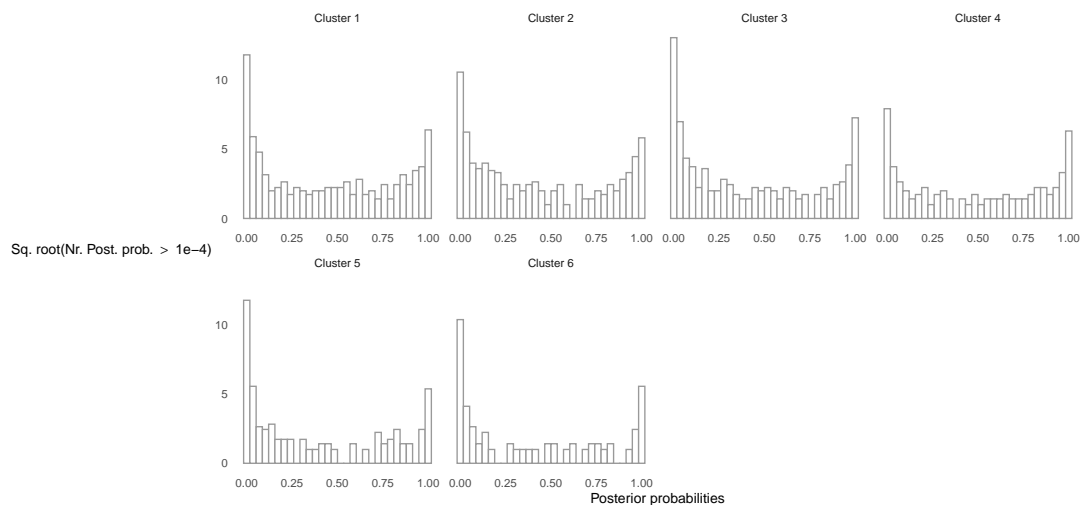 Cluster 1 Cluster 2 Cluster 3 Cluster 4
10
5
0
0.00 0.25 0.50 0.75 1.00 0.00 0.25 0.50 0.75 1.00 0.00 0.25 0.50 0.75 1.00 0.00 0.25 0.50 0.75 1.00
Sq. root(Nr. Post. prob. > 1e−4)
Cluster 5 Cluster 6
10
5
0
0.00 0.25 0.50 0.75 1.00 0.00 0.25 0.50 0.75 1.00
Posterior probabilities